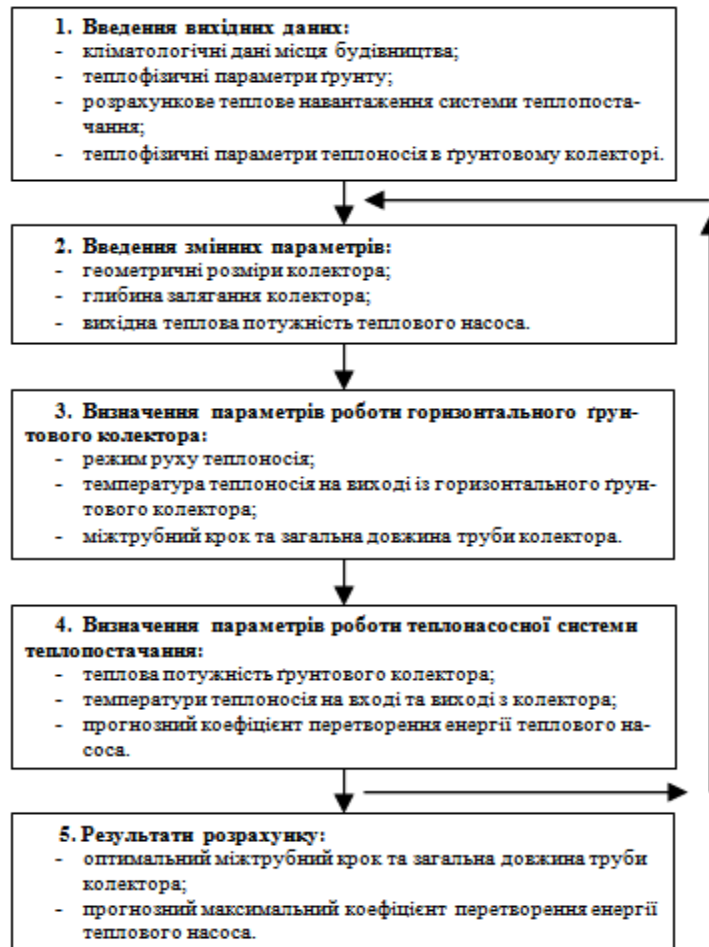 1. Введення вихідних даних:
- кліматологічні дані місця будівництва;
- теплофізичні параметри ґрунту;
- розрахункове теплове навантаження системи теплопоста-
чання;
- теплофізичні параметри теплоносія в ґрунтовому колекторі.
2. Введення змінних параметрів:
- геометричні розміри колектора;
- глибина залягання колектора;
- вихідна теплова потужність теплового насоса.
3. Визначення параметрів роботи горизонтального ґрун-
тового колектора:
- режим руху теплоносія;
- температура теплоносія на виході із горизонтального ґрун-
тового колектора;
- міжтрубний крок та загальна довжина труби колектора.
4. Визначення параметрів роботи теплонасосної системи
теплопостачання:
- теплова потужність ґрунтового колектора;
- температури теплоносія на вході та виході з колектора;
- прогнозний коефіцієнт перетворення енергії теплового на-
соса.
5. Результати розрахунку:
- оптимальний міжтрубний крок та загальна довжина труби
колектора;
- прогнозний максимальний коефіцієнт перетворення енергії
теплового насоса.